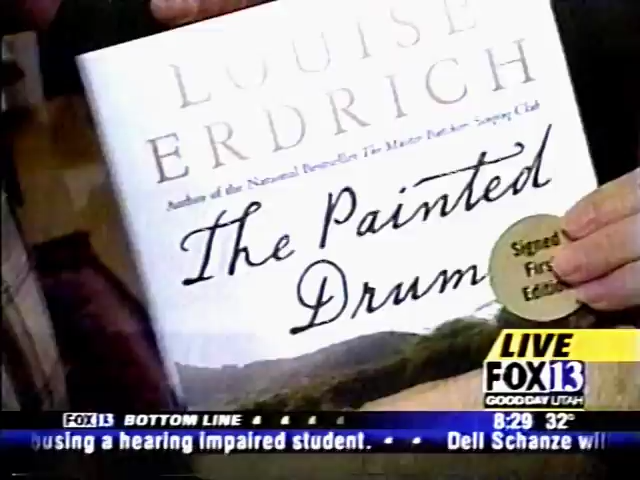 LOUISE
ERDRICH
Author of the National Bestseller The Master Butchers Singing Club
The Painted
Drum
Signed
First
Edition
LIVE
FOX 13
GOOD DAY UTAH
FOX 13 BOTTOM LINE
8:29 32°
using a hearing impaired student. • • Dell Schanze wil